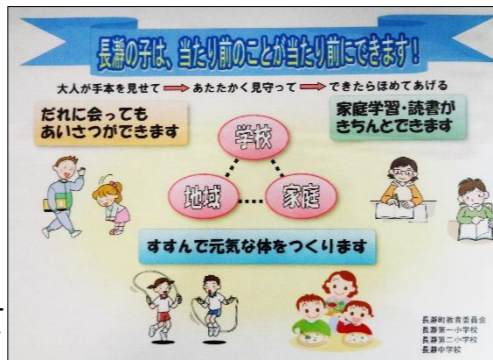 長瀞の子は、当たり前のことが当たり前にできます！
大人が手本を見せて➡あたたかく見守って➡できたらほめてあげる
だれに会っても
あいさつができます
家庭学習・読書が
きちんとできます
学校
地域
家庭
すすんで元気な体をつくります
長瀞町教育委員会
長瀞第一小学校
長瀞第二小学校
長瀞中学校